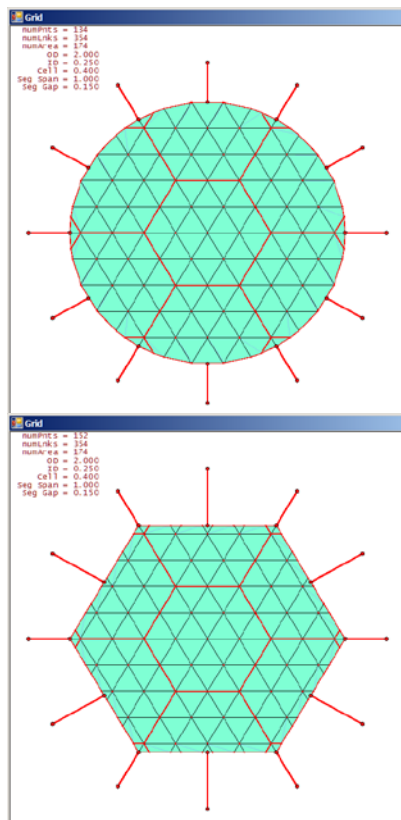 Grid
numPnts = 134
numLnks = 354
numArea = 174
OD = 2.000
ID = 0.250
Cell = 0.400
Seg Span = 1.000
Seg Gap = 0.150
Grid
numPnts = 152
numLnks = 354
numArea = 174
OD = 2.000
ID = 0.250
Cell = 0.400
Seg Span = 1.000
Seg Gap = 0.150